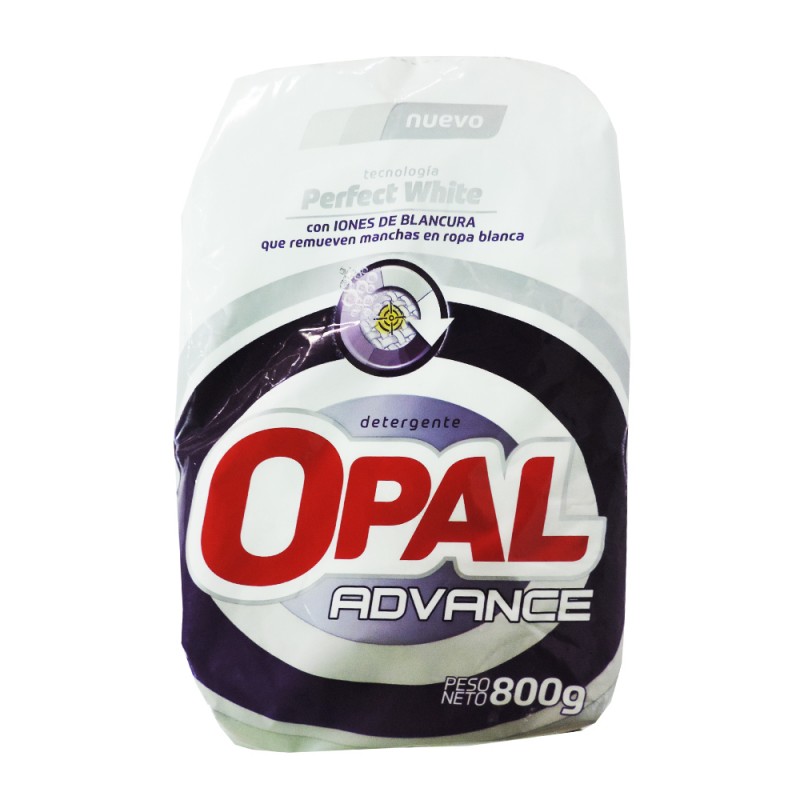 nuevo
tecnología
Perfect White
con IONES DE BLANCURA
que remueven manchas en ropa blanca
detergente
OPAL
ADVANCE
PESO
NETO 800g